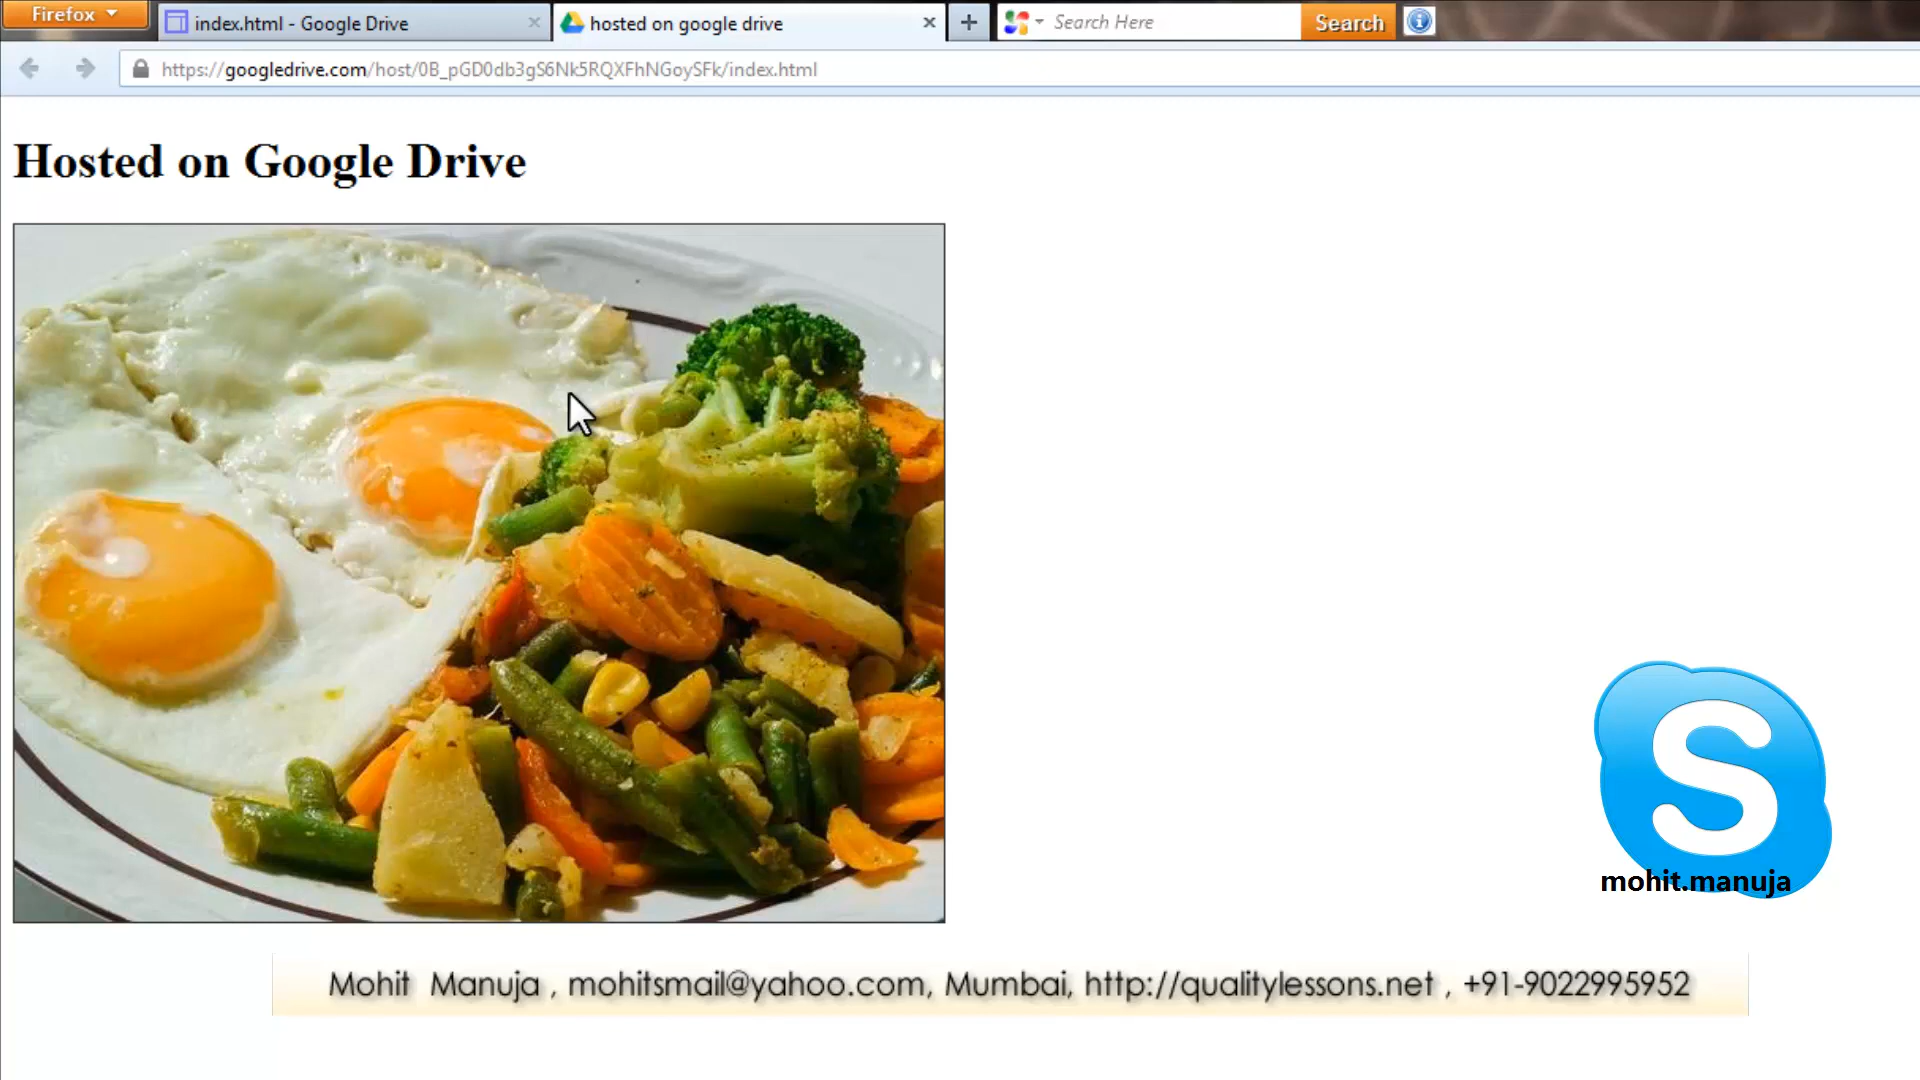 Firefox
index.html - Google Drive
hosted on google drive
Search Here
Search
https://googledrive.com/host/0B_pGD0db3gS6Nk5RQXFhNGoySFk/index.html
Hosted on Google Drive
S
mohit.manuja
Mohit Manuja , mohitsmail@yahoo.com, Mumbai, http://qualitylessons.net , +91-9022995952